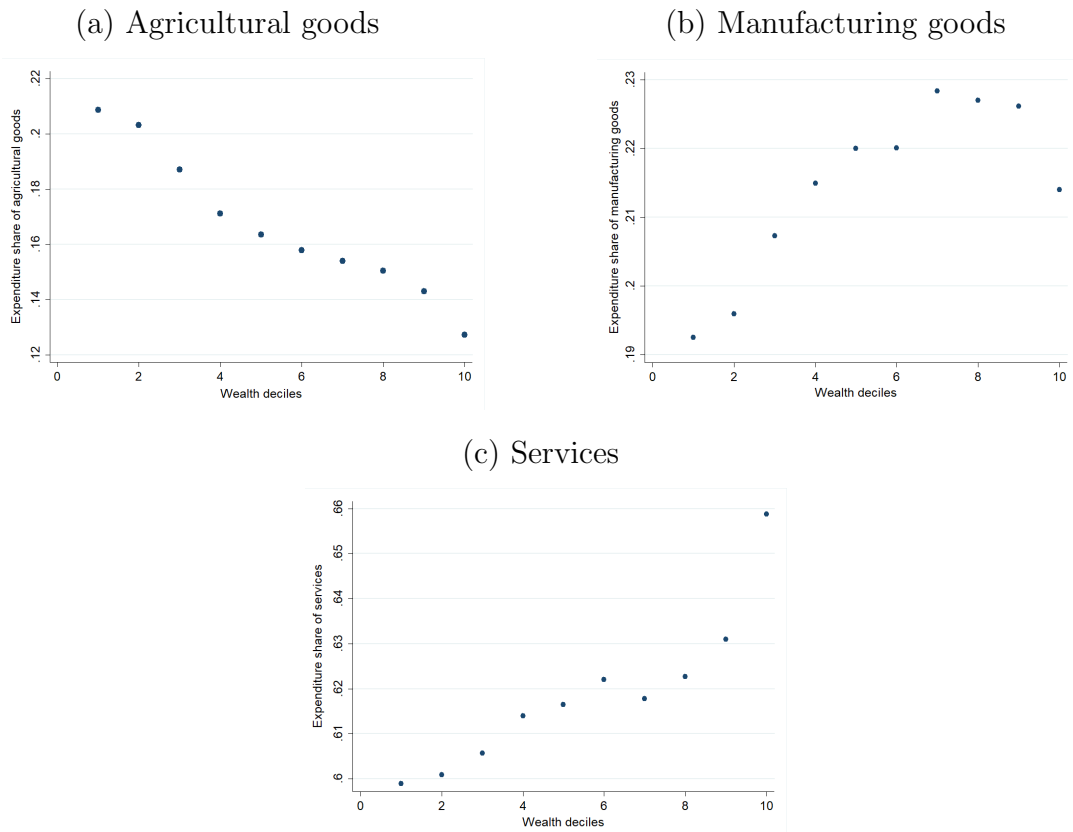 (a) Agricultural goods
Expenditure share of agricultural goods
.22
.2
.18
.16
.14
.12
0 2 4 6 8 10
Wealth deciles
(b) Manufacturing goods
Expenditure share of manufacturing goods
.23
.22
.21
.2
.19
0 2 4 6 8 10
Wealth deciles
(c) Services
Expenditure share of services
.66
.65
.64
.63
.62
.61
.6
0 2 4 6 8 10
Wealth deciles